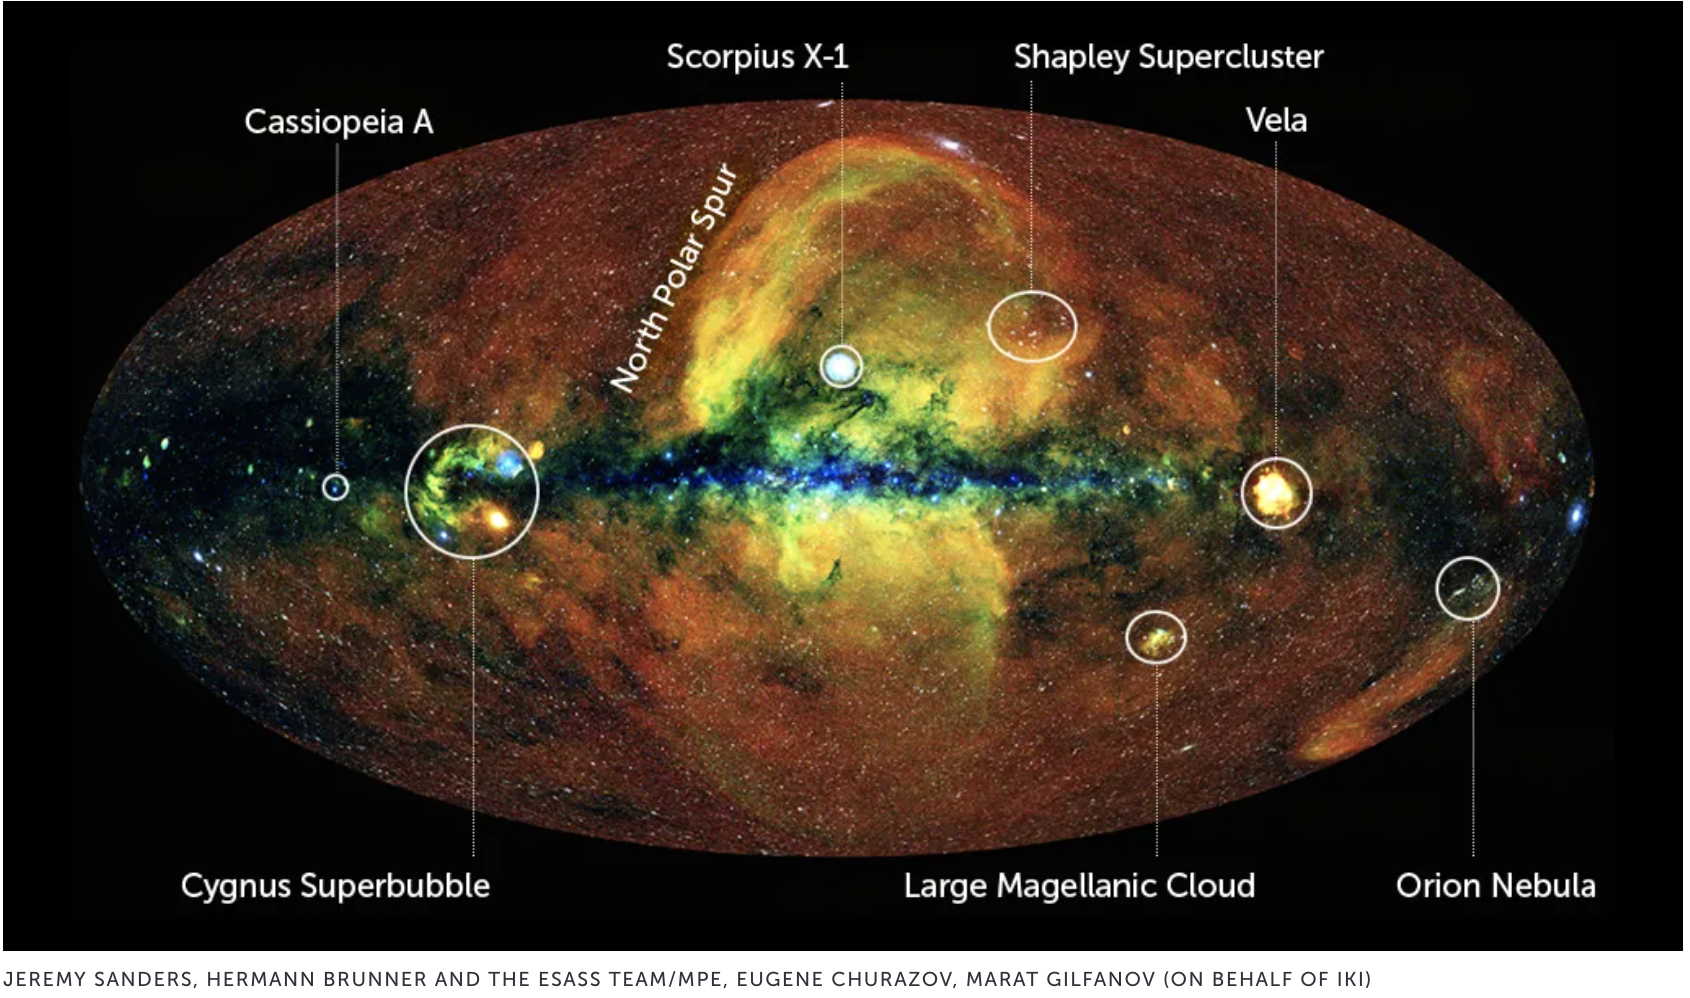 Scorpius X-1
Shapley Supercluster
Cassiopeia A
Vela
North Polar Spur
Cygnus Superbubble
Large Magellanic Cloud
Orion Nebula
JEREMY SANDERS, HERMANN BRUNNER AND THE ESASS TEAM/MPE, EUGENE CHURAZOV, MARAT GILFANOV (ON BEHALF OF IKI)